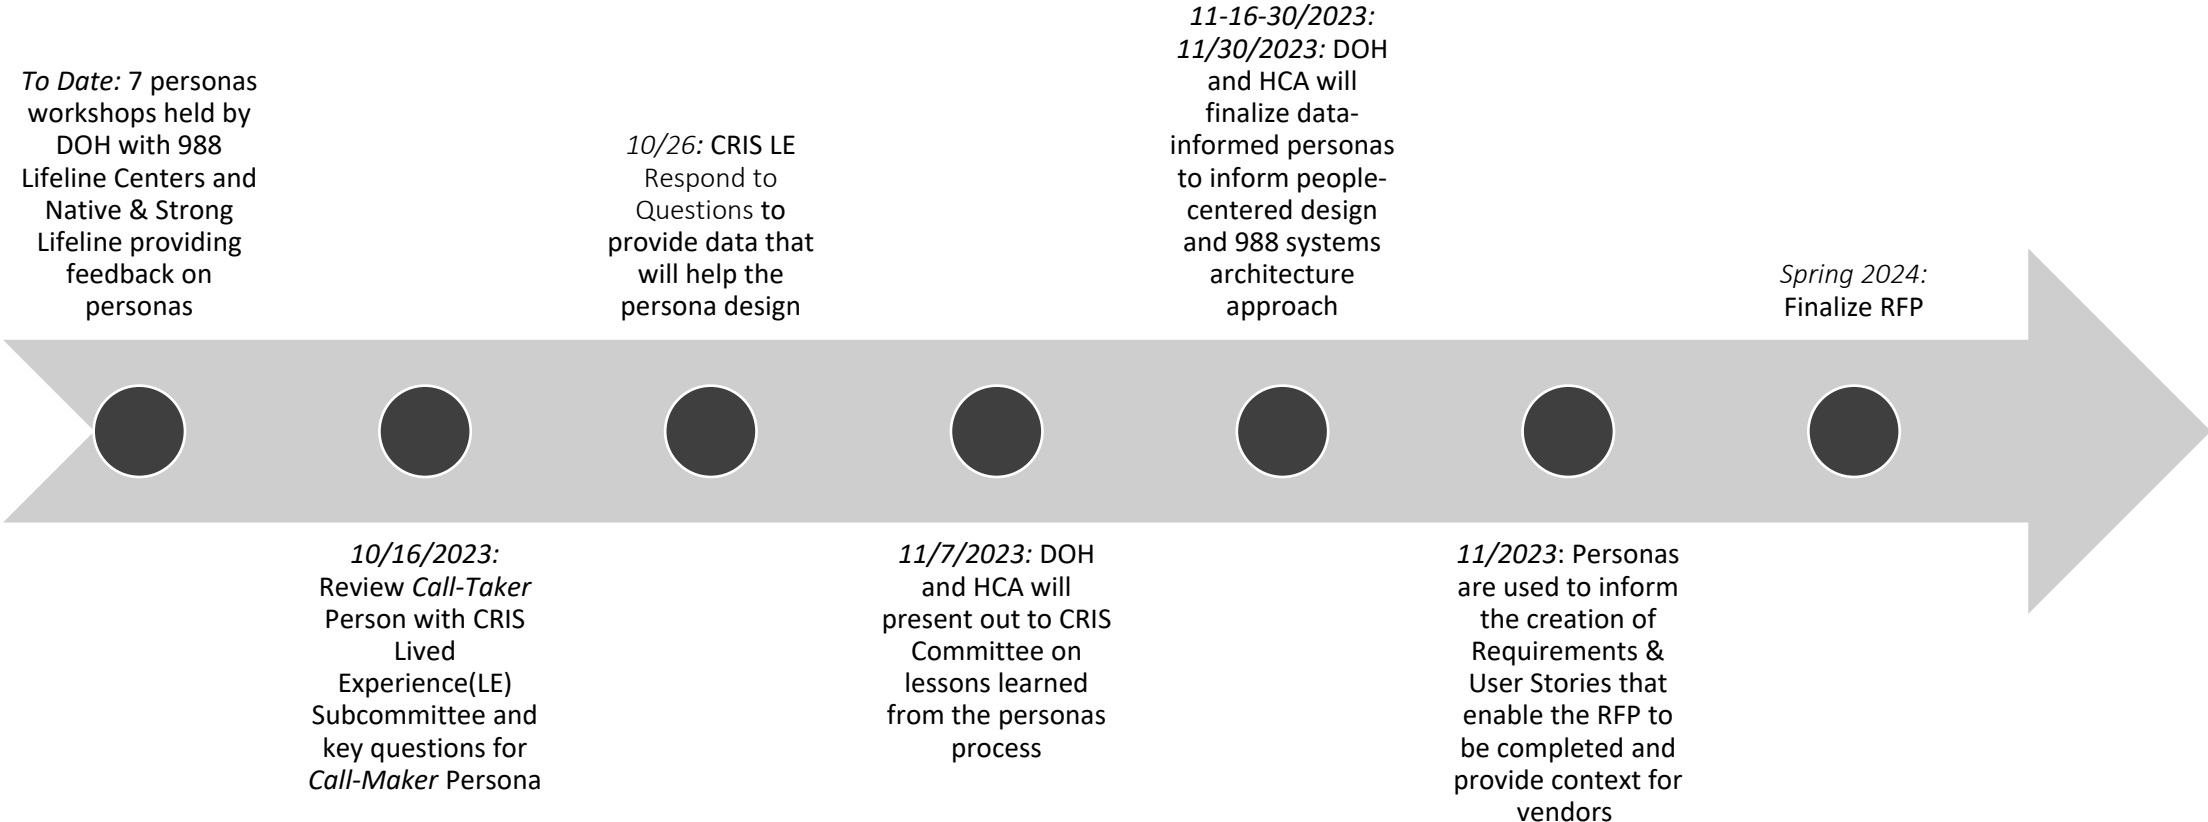 To Date: 7 personas
workshops held by
DOH with 988
Lifeline Centers and
Native & Strong
Lifeline providing
feedback on
personas
10/16/2023:
Review Call-Taker
Person with CRIS
Lived
Experience(LE)
Subcommittee and
key questions for
Call-Maker Persona
10/26: CRIS LE
Respond to
Questions to
provide data that
will help the
persona design
11/7/2023: DOH
and HCA will
present out to CRIS
Committee on
lessons learned
from the personas
process
11-16-30/2023:
11/30/2023: DOH
and HCA will
finalize data-
informed personas
to inform people-
centered design
and 988 systems
architecture
approach
11/2023: Personas
are used to inform
the creation of
Requirements &
User Stories that
enable the RFP to
be completed and
provide context for
vendors
Spring 2024:
Finalize RFP